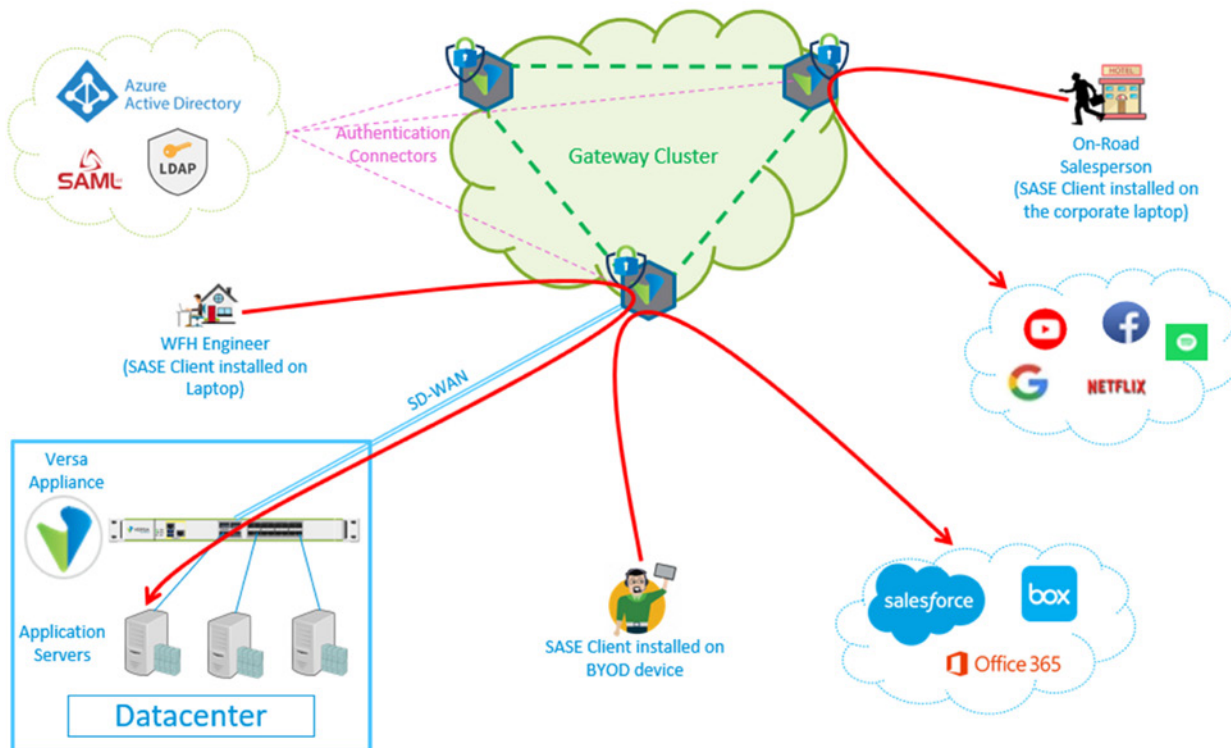 Azure
Active Directory
SAML
LDAP
Authentication
Connectors
Gateway Cluster
HOTEL
On-Road
Salesperson
(SASE Client installed on
the corporate laptop)
WFH Engineer
(SASE Client installed on
Laptop)
SD-WAN
NETFLIX
Versa
Appliance
VERSA
Application
Servers
Datacenter
SASE Client installed on
BYOD device
salesforce
box
Office 365